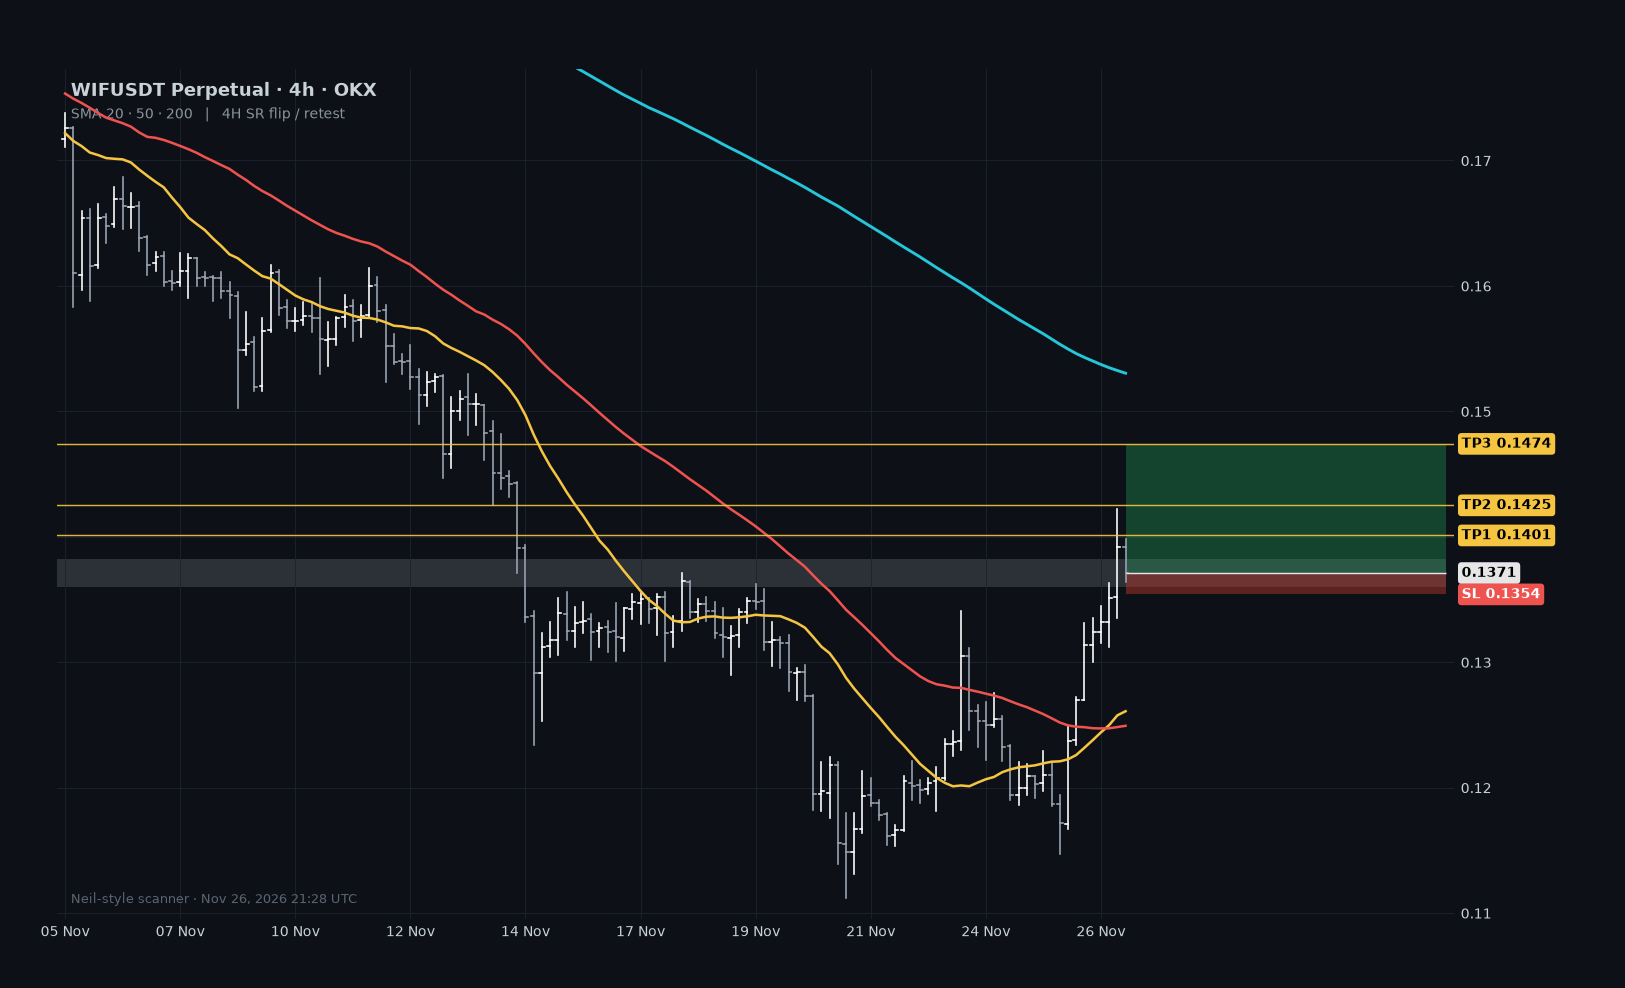 WIFUSDT Perpetual · 4h · OKX
SMA 20 · 50 · 200 | 4H SR flip / retest
0.17
0.16
0.15
TP3 0.1474
TP2 0.1425
TP1 0.1401
0.1371
SL 0.1354
0.13
0.12
0.11
Neil-style scanner · Nov 26, 2026 21:28 UTC
05 Nov
07 Nov
10 Nov
12 Nov
14 Nov
17 Nov
19 Nov
21 Nov
24 Nov
26 Nov